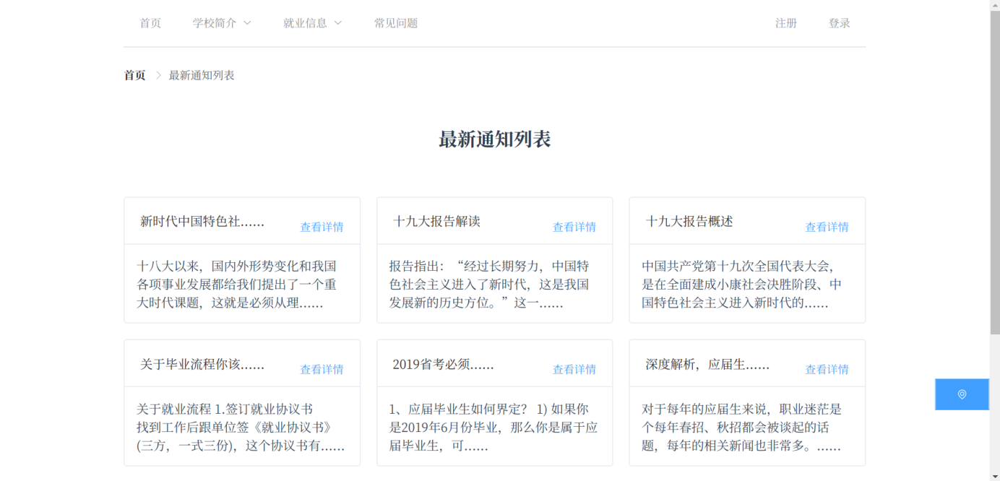 首页 学校简介 就业信息 常见问题 注册 登录
首页 最新通知列表
最新通知列表
新时代中国特色社...... 查看详情
十八大以来，国内外形势变化和我国
各项事业发展都给我们提出了一个重
大时代课题，这就是必须从理......
十九大报告解读 查看详情
报告指出：“经过长期努力，中国特
色社会主义进入了新时代，这是我国
发展新的历史方位。”这一......
十九大报告概述 查看详情
中国共产党第十九次全国代表大会，
是在全面建成小康社会决胜阶段、中
国特色社会主义进入新时代的......
关于毕业流程你该...... 查看详情
关于就业流程 1.签订就业协议书
找到工作后跟单位签《就业协议书》
(三方，一式三份)，这个协议书有......
2019省考必须...... 查看详情
1、应届毕业生如何界定？ 1) 如果你
是2019年6月份毕业，那么你是属于应
届毕业生，可......
深度解析，应届生...... 查看详情
对于每年的应届生来说，职业迷茫是
个每年春招、秋招都会被谈起的话
题，每年的相关新闻也非常多。......